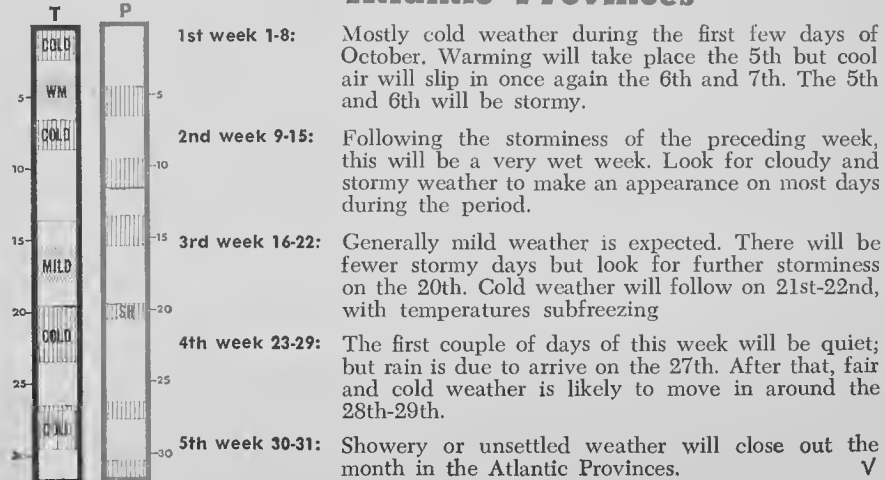 Atlantic Provinces
T P
COLD
WM
COLD
MILD
COLD
COLD
5
10
15
20
25
SN
5
10
15
20
25
30
1st week 1-8: Mostly cold weather during the first few days of
October. Warming will take place the 5th but cool
air will slip in once again the 6th and 7th. The 5th
and 6th will be stormy.
2nd week 9-15: Following the storminess of the preceding week,
this will be a very wet week. Look for cloudy and
stormy weather to make an appearance on most days
during the period.
3rd week 16-22: Generally mild weather is expected. There will be
fewer stormy days but look for further storminess
on the 20th. Cold weather will follow on 21st-22nd,
with temperatures subfreezing
4th week 23-29: The first couple of days of this week will be quiet;
but rain is due to arrive on the 27th. After that, fair
and cold weather is likely to move in around the
28th-29th.
5th week 30-31: Showery or unsettled weather will close out the
month in the Atlantic Provinces. V